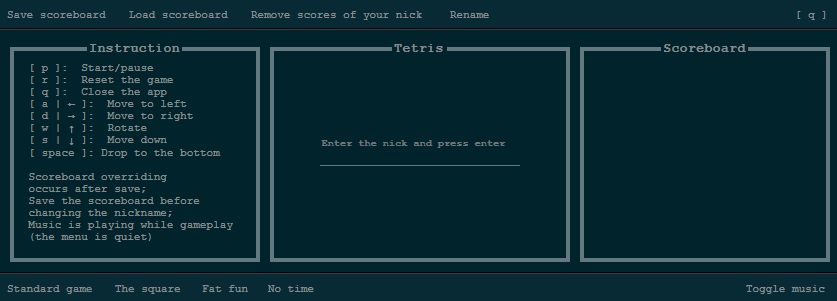 Save scoreboard Load scoreboard Remove scores of your nick Rename [ q ]
Instruction
[ p ]: Start/pause
[ r ]: Reset the game
[ q ]: Close the app
[ a | ← ]: Move to left
[ d | → ]: Move to right
[ w | ↑ ]: Rotate
[ s | ↓ ]: Move down
[ space ]: Drop to the bottom
Scoreboard overriding
occurs after save;
Save the scoreboard before
changing the nickname;
Music is playing while gameplay
(the menu is quiet)
Tetris
Enter the nick and press enter
Scoreboard
Standard game The square Fat fun No time Toggle music